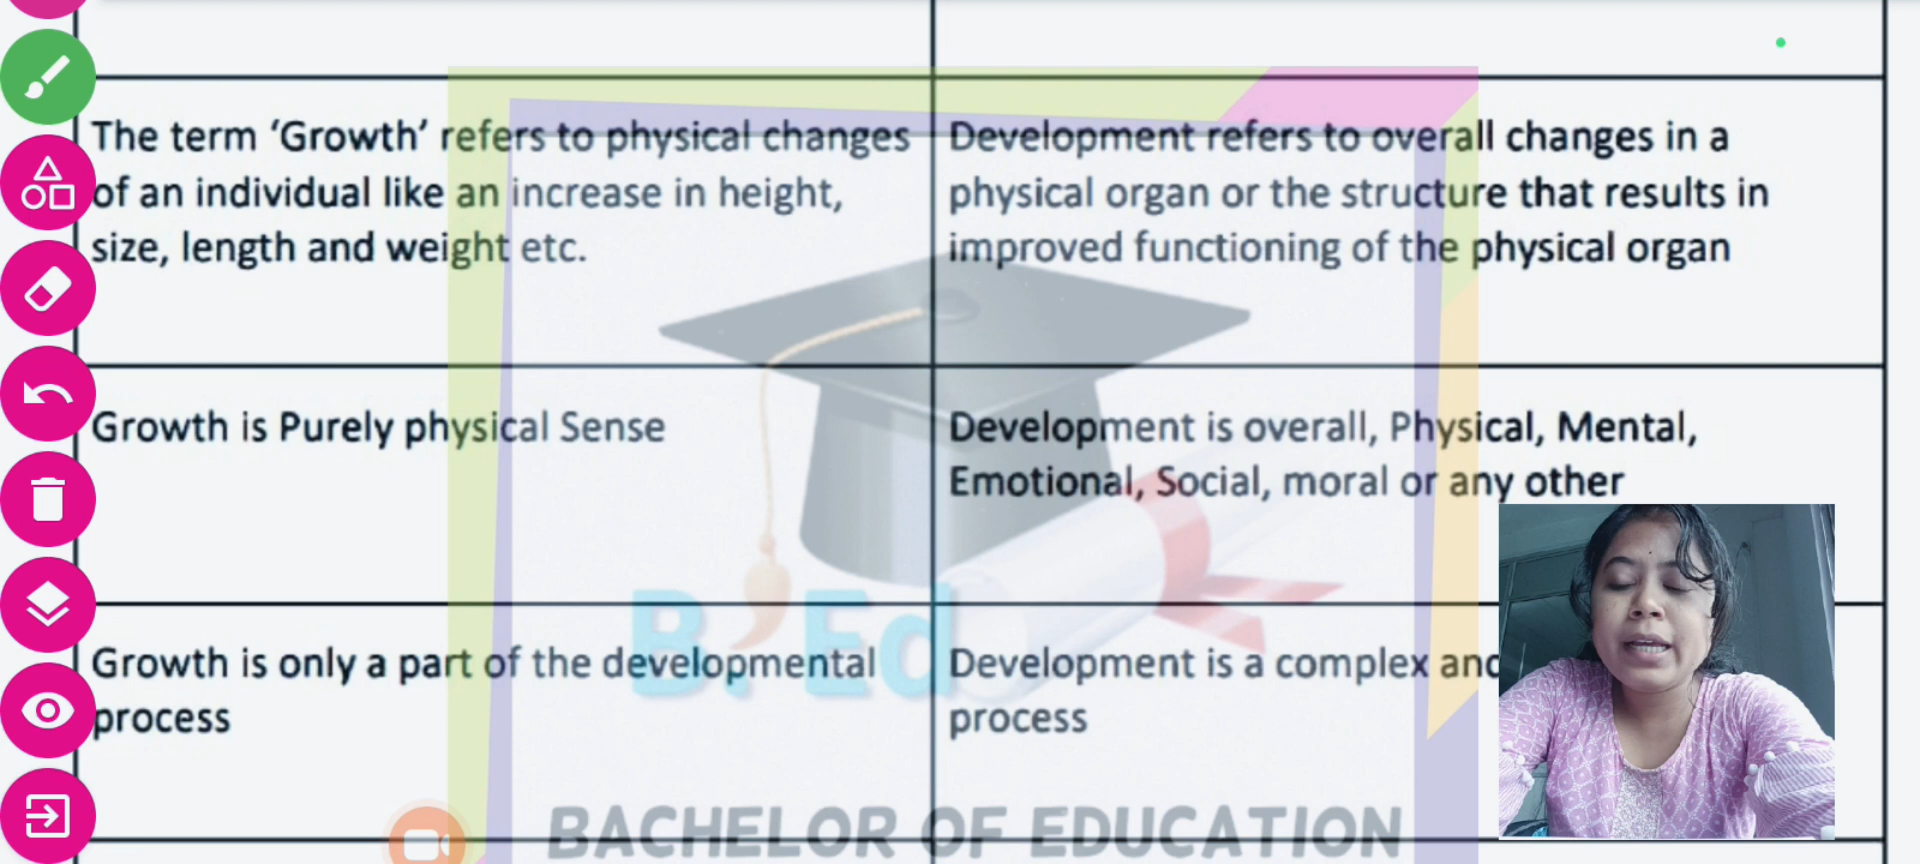 The term ‘Growth’ refers to physical changes
of an individual like an increase in height,
size, length and weight etc.
Development refers to overall changes in a
physical organ or the structure that results in
improved functioning of the physical organ
Growth is Purely physical Sense
Development is overall, Physical, Mental,
Emotional, Social, moral or any other
Growth is only a part of the developmental
process
Development is a complex and
process
B. Ed
BACHELOR OF EDUCATION